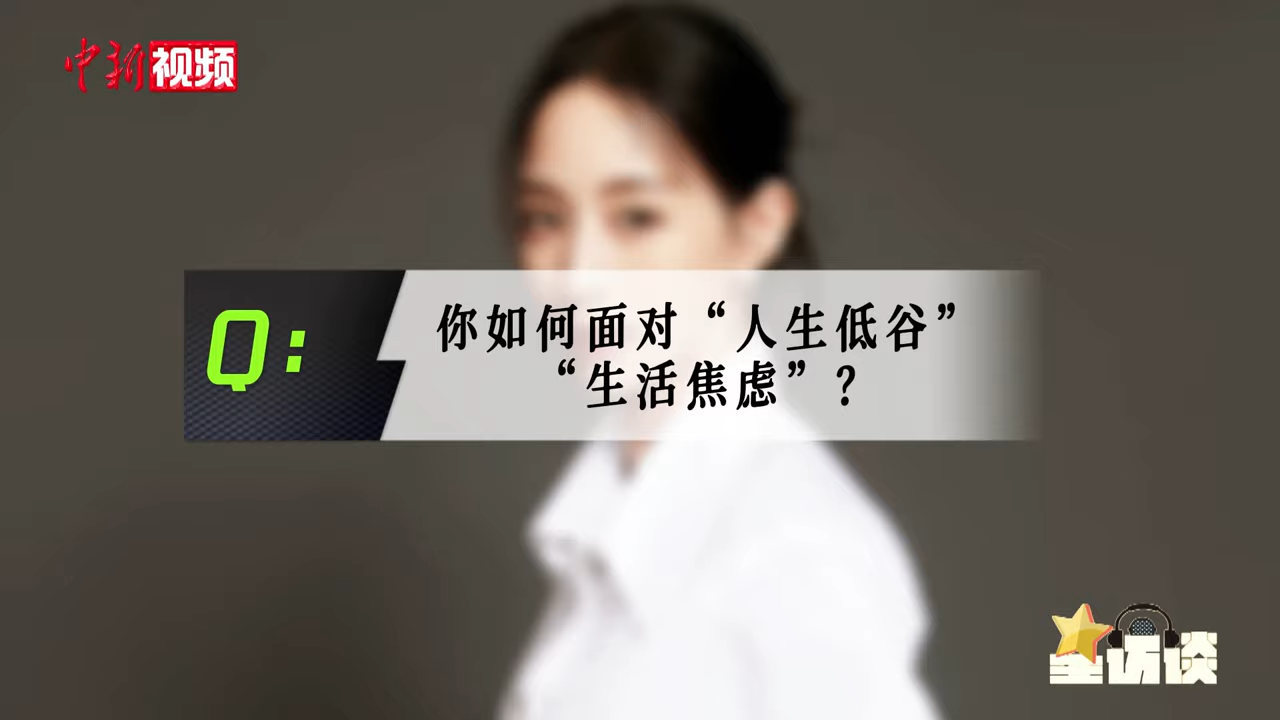 中新视频
Q:
你如何面对“人生低谷”
“生活焦虑”?
星访谈